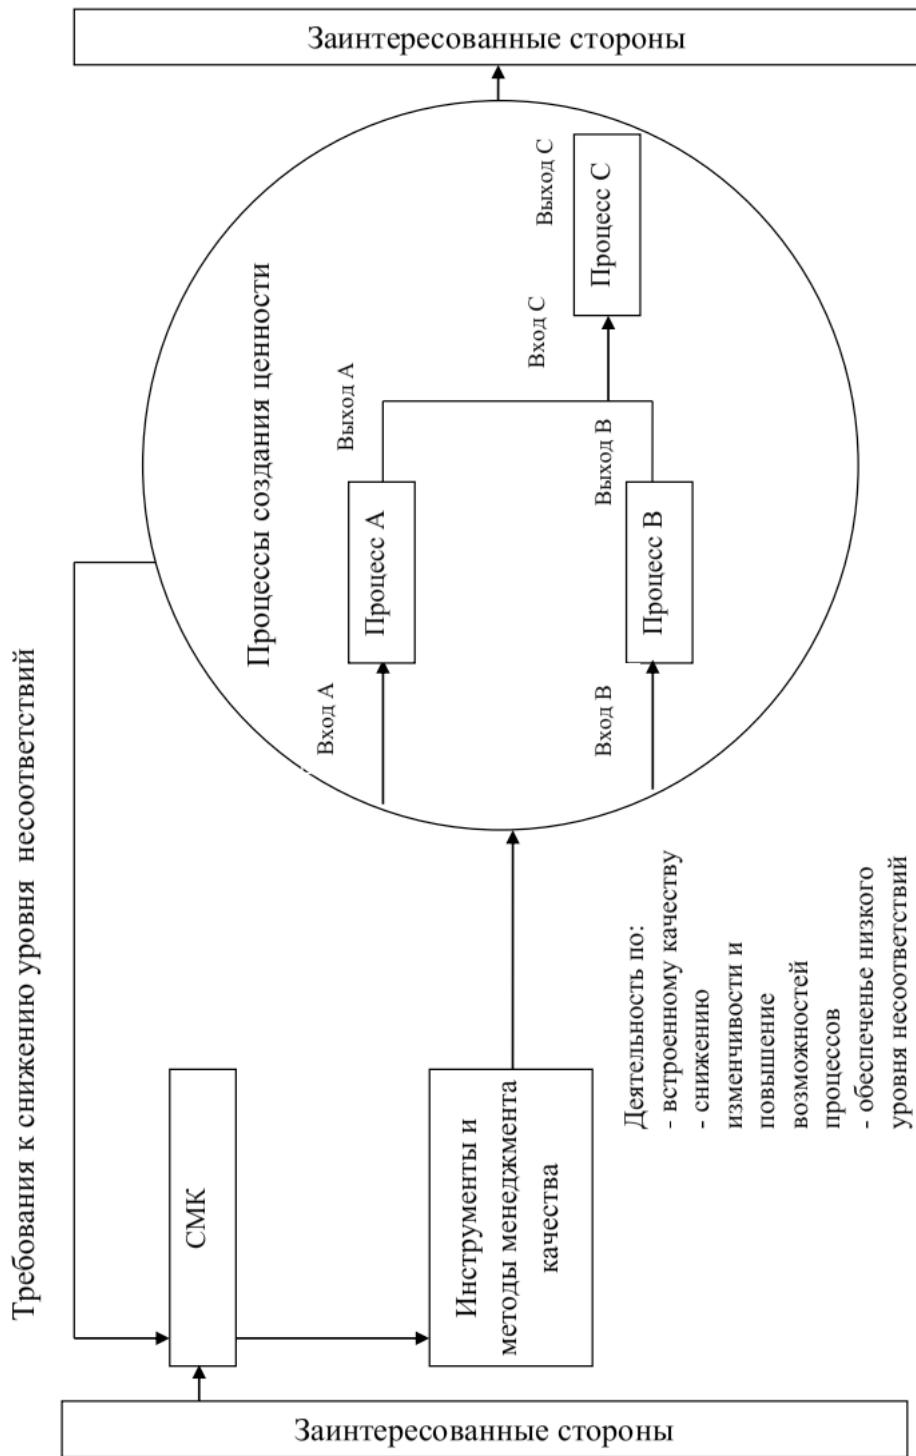 Заинтересованные стороны
Требования к снижению уровня несоответствий
СМК
Инструменты и
методы менеджмента
качества
Деятельность по:
- встроенному качеству
- снижению
изменчивости и
повышение
возможностей
процессов
- обеспеченье низкого
уровня несоответствий
Процессы создания ценности
Вход А
Процесс А
Выход А
Вход В
Процесс В
Выход В
Вход С
Процесс С
Выход С
Заинтересованные стороны